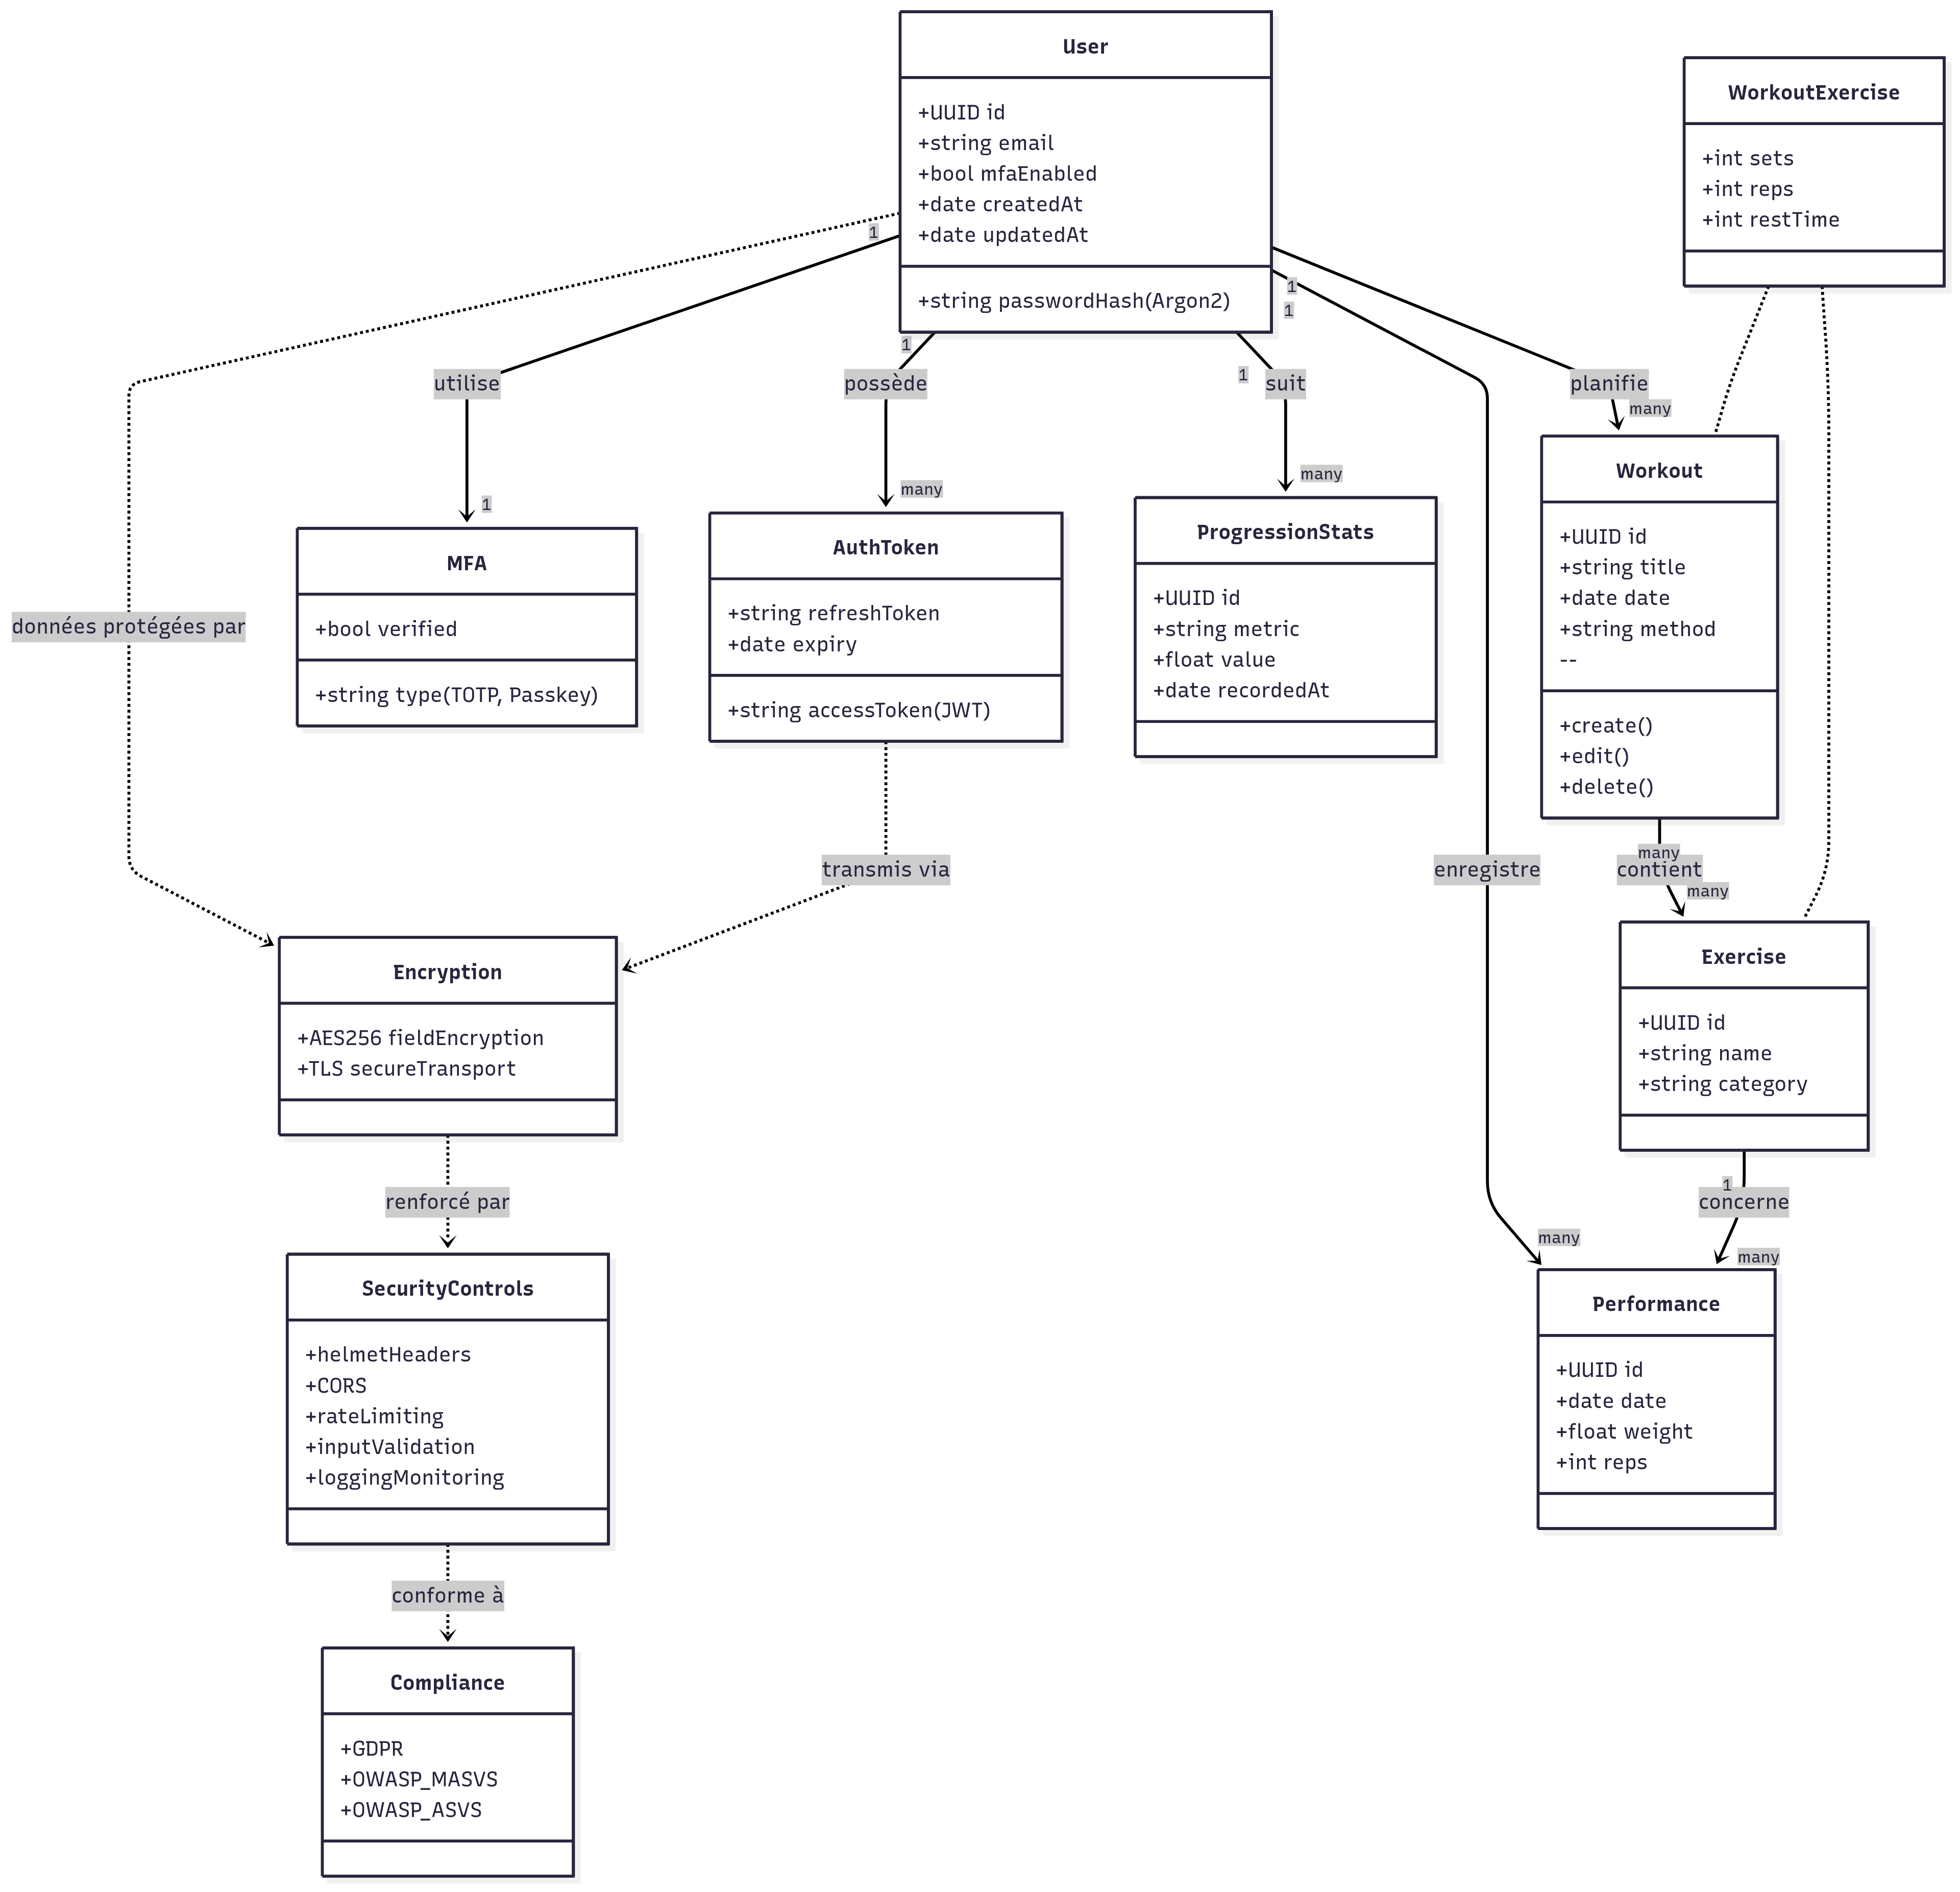 User
+UUID id
+string email
+bool mfaEnabled
+date createdAt
+date updatedAt
+string passwordHash(Argon2)
WorkoutExercise
+int sets
+int reps
+int restTime
1
1
1
1
1
utilise
possède
suit
planifie
many
1
many
many
MFA
+bool verified
+string type(TOTP, Passkey)
AuthToken
+string refreshToken
+date expiry
+string accessToken(JWT)
ProgressionStats
+UUID id
+string metric
+float value
+date recordedAt
Workout
+UUID id
+string title
+date date
+string method
--
+create()
+edit()
+delete()
données protégées par
transmis via
enregistre
many
contient
many
Encryption
+AES256 fieldEncryption
+TLS secureTransport
Exercise
+UUID id
+string name
+string category
renforcé par
1
concerne
many
many
SecurityControls
+helmetHeaders
+CORS
+rateLimiting
+inputValidation
+loggingMonitoring
Performance
+UUID id
+date date
+float weight
+int reps
conforme à
Compliance
+GDPR
+OWASP_MASVS
+OWASP_ASVS